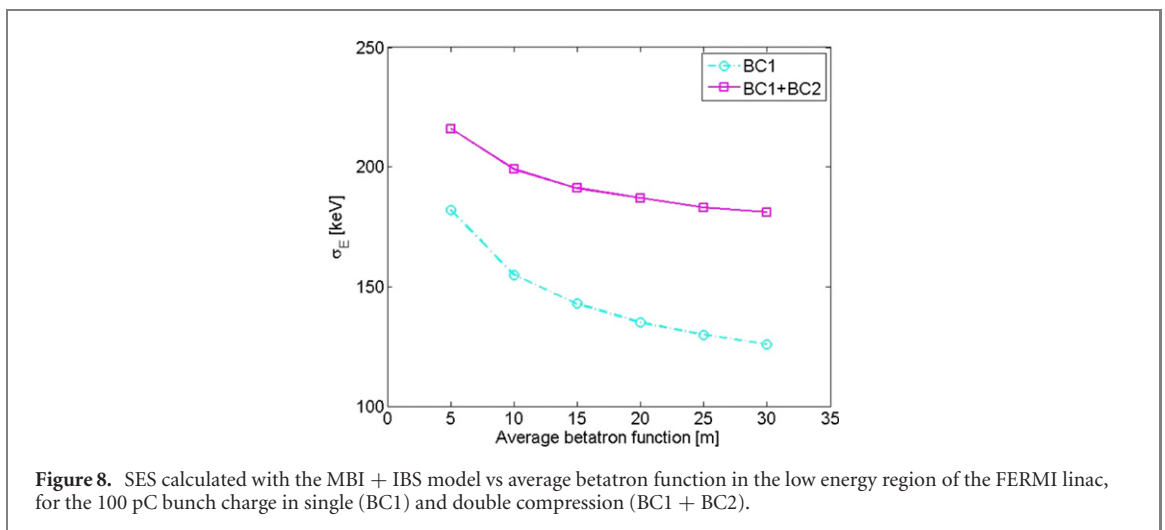 250
200
150
100
σ_E [keV]
BC1
BC1+BC2
0 5 10 15 20 25 30 35
Average betatron function [m]
Figure 8. SES calculated with the MBI + IBS model vs average betatron function in the low energy region of the FERMI linac,
for the 100 pC bunch charge in single (BC1) and double compression (BC1 + BC2).